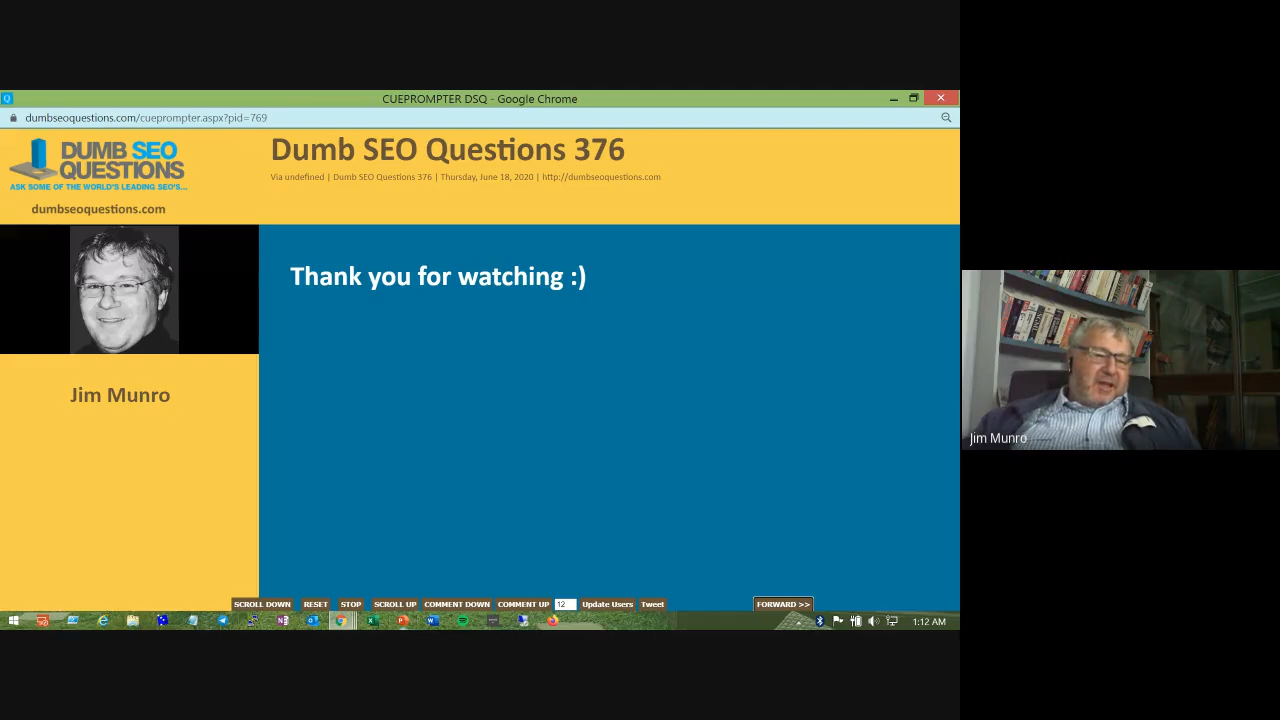 CUEPROMPTER DSQ - Google Chrome
dumbseoquestions.com/cueprompter.aspx?pid=769
DUMB SEO
QUESTIONS
ASK SOME OF THE WORLD'S LEADING SEO'S...
dumbseoquestions.com
Dumb SEO Questions 376
Via undefined | Dumb SEO Questions 376 | Thursday, June 18, 2020 | http://dumbseoquestions.com
Jim Munro
Thank you for watching :)
Jim Munro
SCROLL DOWN RESET STOP SCROLL UP COMMENT DOWN COMMENT UP 12 Update Users Tweet FORWARD >>
1:12 AM